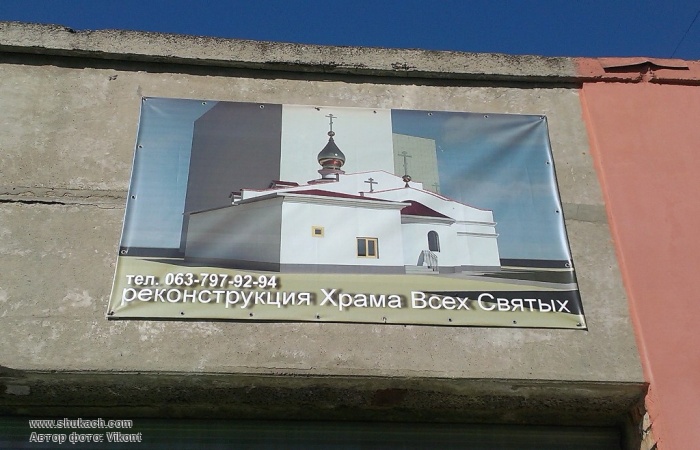 тел. 063-797-92-94
реконструкция Храма Всех Святых
www.shukach.com
Автор фото: Vikont